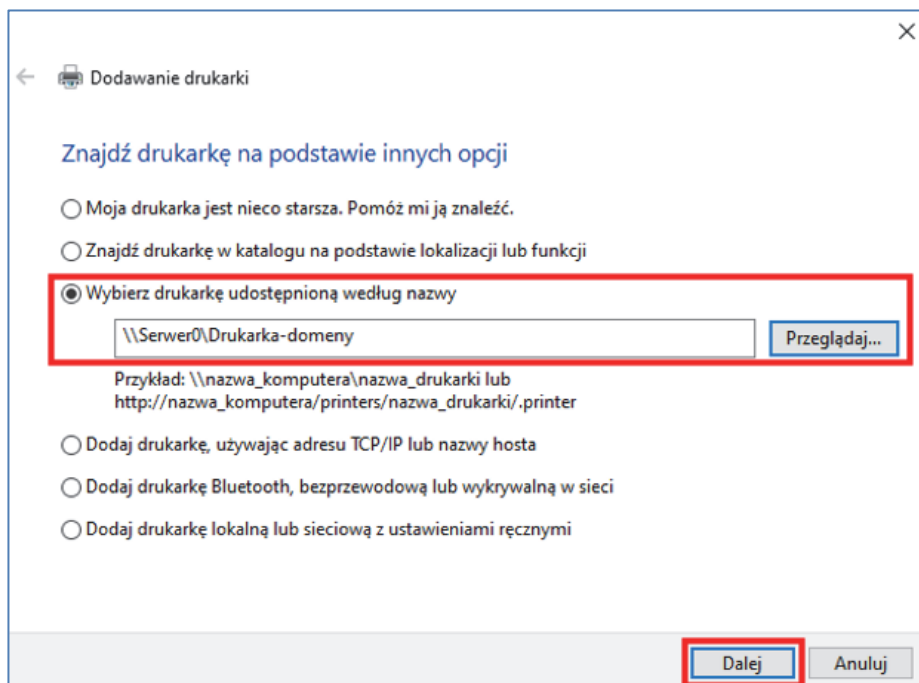 Dodawanie drukarki
Znajdź drukarkę na podstawie innych opcji
Moja drukarka jest nieco starsza. Pomóż mi ją znaleźć.
Znajdź drukarkę w katalogu na podstawie lokalizacji lub funkcji
Wybierz drukarkę udostępnioną według nazwy
\\Serwer0\Drukarka-domeny
Przeglądaj...
Przykład: \\nazwa_komputera\nazwa_drukarki lub
http://nazwa_komputera/printers/nazwa_drukarki/.printer
Dodaj drukarkę, używając adresu TCP/IP lub nazwy hosta
Dodaj drukarkę Bluetooth, bezprzewodową lub wykrywalną w sieci
Dodaj drukarkę lokalną lub sieciową z ustawieniami ręcznymi
Dalej
Anuluj